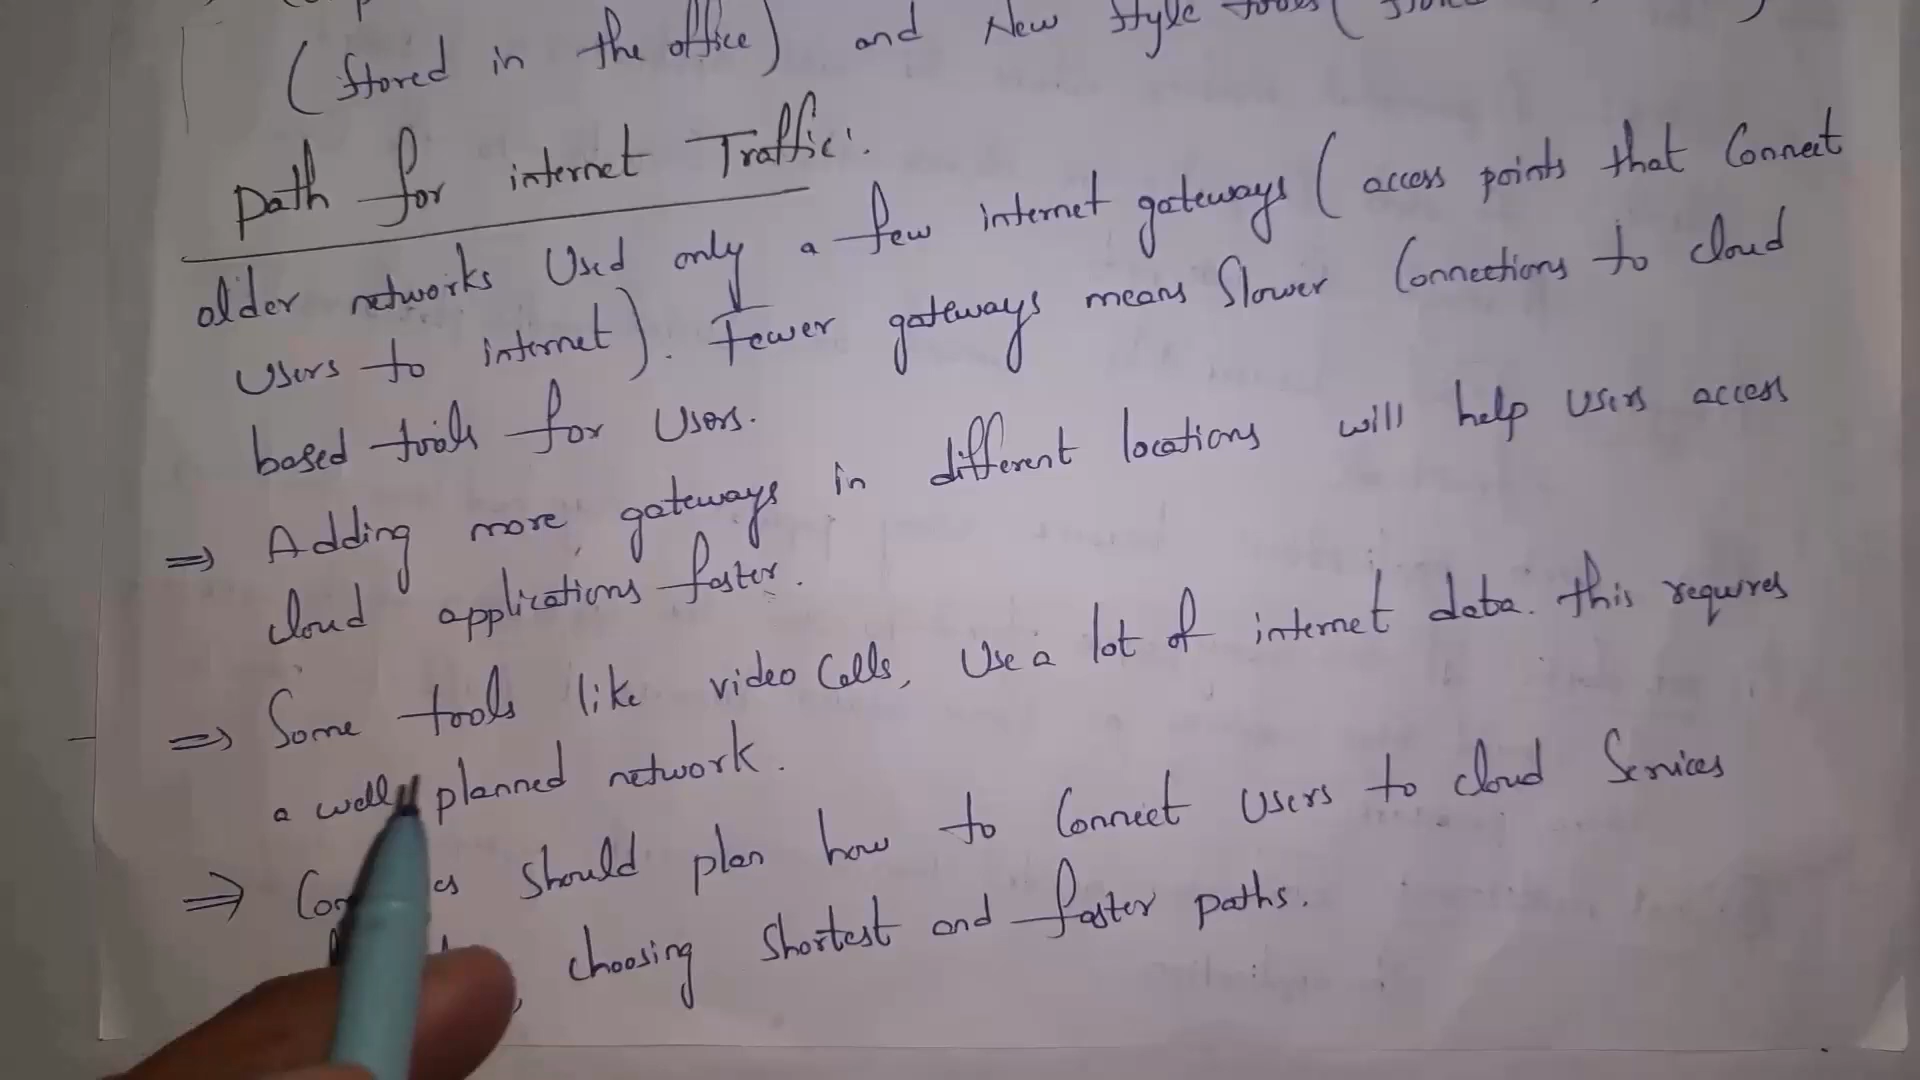 (Stored in the office) and New style tools (
Path for internet Traffic:
older networks Used only a few internet gateways ( access points that Connect
Users to internet). Fewer gateways means Slower Connections to cloud
based tools for Users.
⇒ Adding more gateways in different locations will help users access
cloud applications faster.
⇒ Some tools like video Calls, Use a lot of internet data. this requires
a well planned network.
⇒ should plan how to Connect Users to cloud Services
, choosing Shortest and faster paths.